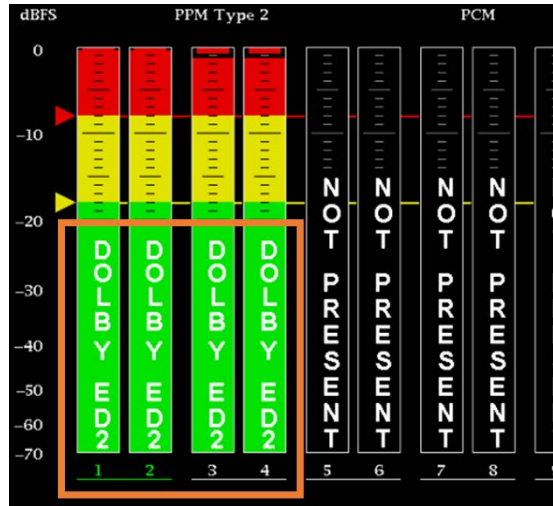 dBFS PPM Type 2 PCM
0
-10
-20
-30
-40
-50
-60
-70
DOLBY ED2
DOLBY ED2
DOLBY ED2
DOLBY ED2
NOT PRESENT
NOT PRESENT
NOT PRESENT
NOT PRESENT
1 2 3 4 5 6 7 8